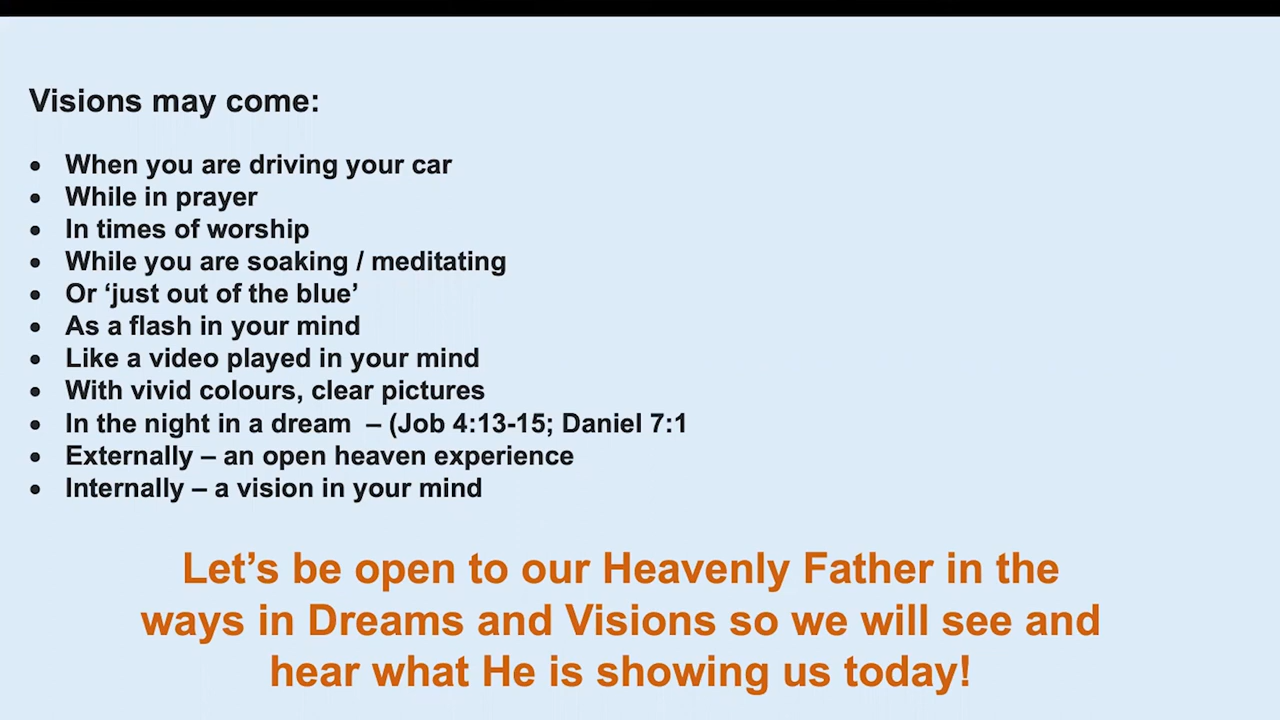 Visions may come:
• When you are driving your car
• While in prayer
• In times of worship
• While you are soaking / meditating
• Or ‘just out of the blue’
• As a flash in your mind
• Like a video played in your mind
• With vivid colours, clear pictures
• In the night in a dream  – (Job 4:13-15; Daniel 7:1
• Externally – an open heaven experience
• Internally – a vision in your mind
Let’s be open to our Heavenly Father in the
ways in Dreams and Visions so we will see and
hear what He is showing us today!